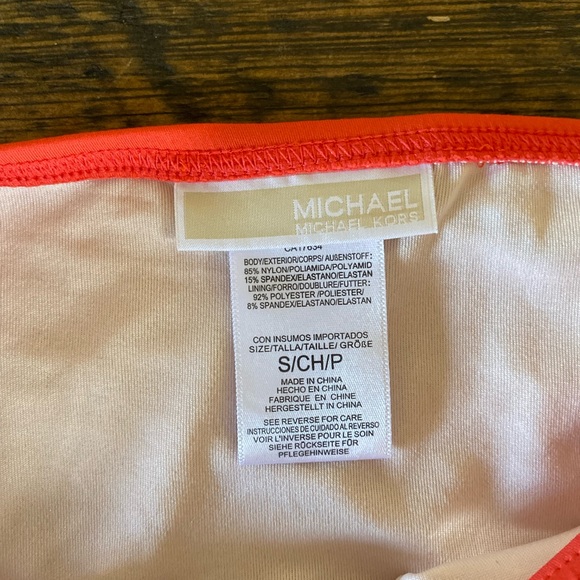 MICHAEL
MICHAEL KORS
BODY/EXTERIOR/CORPS/ AUßENSTOFF:
85% NYLON/POLIAMIDA/POLYAMID
15% SPANDEX/ELASTANO/ELASTAN
LINING/FORRO/DOUBLURE/FUTTER:
92% POLYESTER /POLIESTER/
8% SPANDEX/ELASTANO/ELASTAN
CON INSUMOS IMPORTADOS
SIZE/TALLA/TAILLE/ GRÖßE
S/CH/P
MADE IN CHINA
HECHO EN CHINA
FABRIQUE EN CHINE
HERGESTELLT IN CHINA
SEE REVERSE FOR CARE
INSTRUCCIONES DE CUIDADO AL REVERSO
VOIR L'INVERSE POUR LE SOIN
SIEHE RÜCKSEITE FÜR
PFLEGEHINWEISE